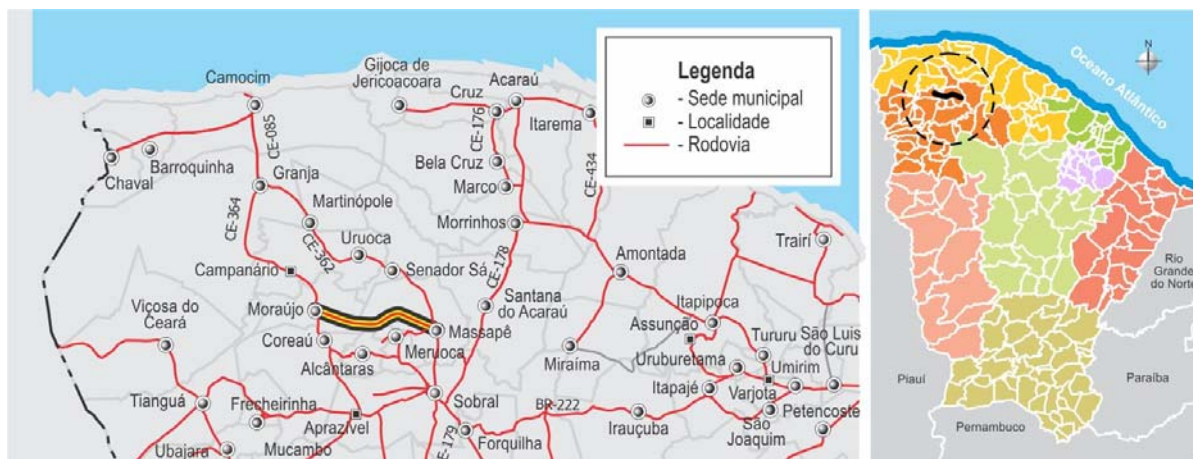 Gijoca de
Jericoacoara
Camocim
Cruz
Acaraú
Itarema
CE-085
CE-176
CE-434
Barroquinha
Chaval
Granja
Bela Cruz
Marco
Martinópole
Morrinhos
CE-364
CE-362
CE-178
Uruoca
Senador Sá
Campanário
Amontada
Trairí
Viçosa do
Ceará
Moraújo
Massapê
Santana
do Acaraú
Itapipoca
Assunção
Coreaú
Meruoca
Alcântaras
Miraíma
Tururu
São Luis
do Curu
Uruburetama
Umirim
Tianguá
Frecheirinha
Sobral
BR-222
Itapajé
Varjota
Petencoste
Aprazível
Mucambo
Ubajara
CE-179
Forquilha
Irauçuba
São
Joaquim
Legenda
- Sede municipal
- Localidade
- Rodovia
N
Oceano Atlântico
Rio
Grande
do Norte
Piauí
Paraíba
Pernambuco